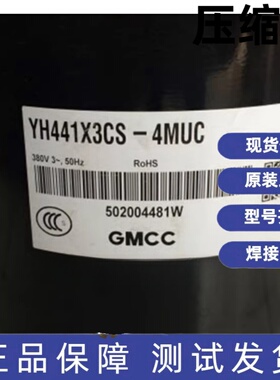 压缩
YH441X3CS-4MUC
380V 3~, 50Hz
RoHS
502004481W
CCC
GMCC
现货
原装
型号
焊接
正品保障 测试发货